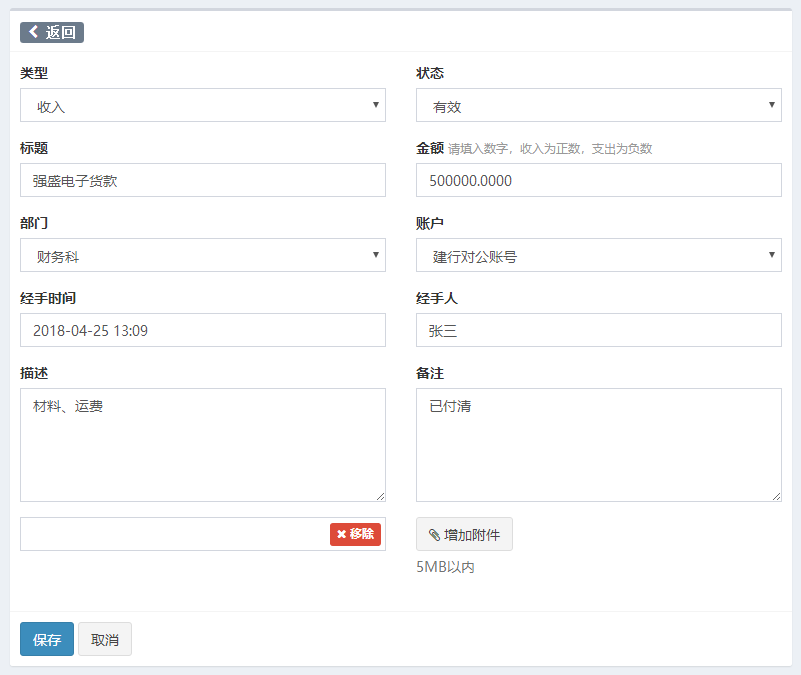 返回
类型
状态
收入
有效
标题
金额 请填入数字，收入为正数，支出为负数
强盛电子货款
500000.0000
部门
账户
财务科
建行对公账号
经手时间
经手人
2018-04-25 13:09
张三
描述
备注
材料、运费
已付清
移除
增加附件
5MB以内
保存
取消